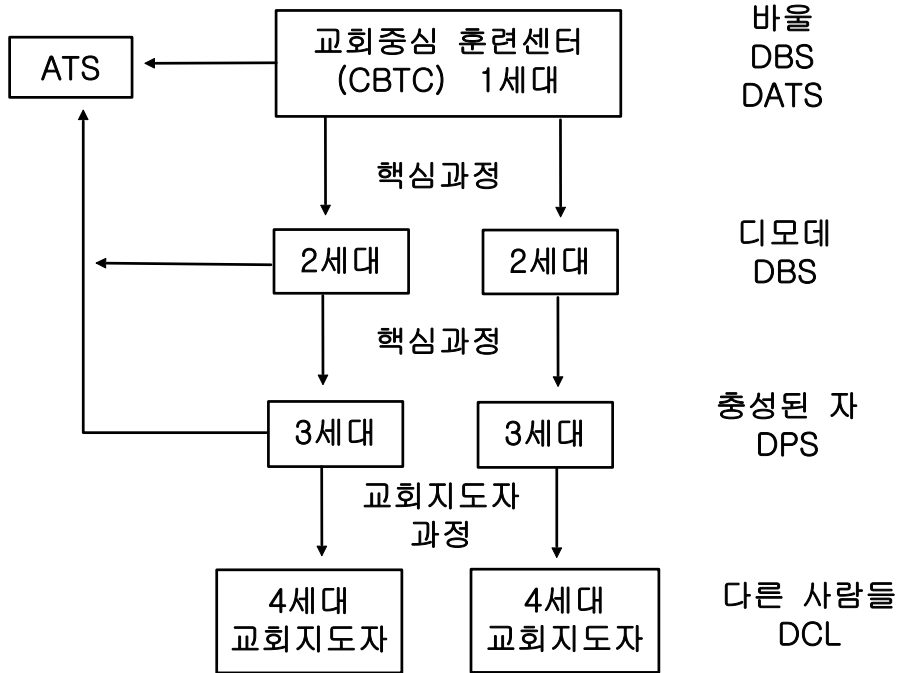 교회중심 훈련센터
(CBTC) 1세대
ATS
바울
DBS
DATS
핵심과정
2세대
2세대
디모데
DBS
핵심과정
3세대
3세대
충성된 자
DPS
교회지도자
과정
4세대
교회지도자
4세대
교회지도자
다른 사람들
DCL